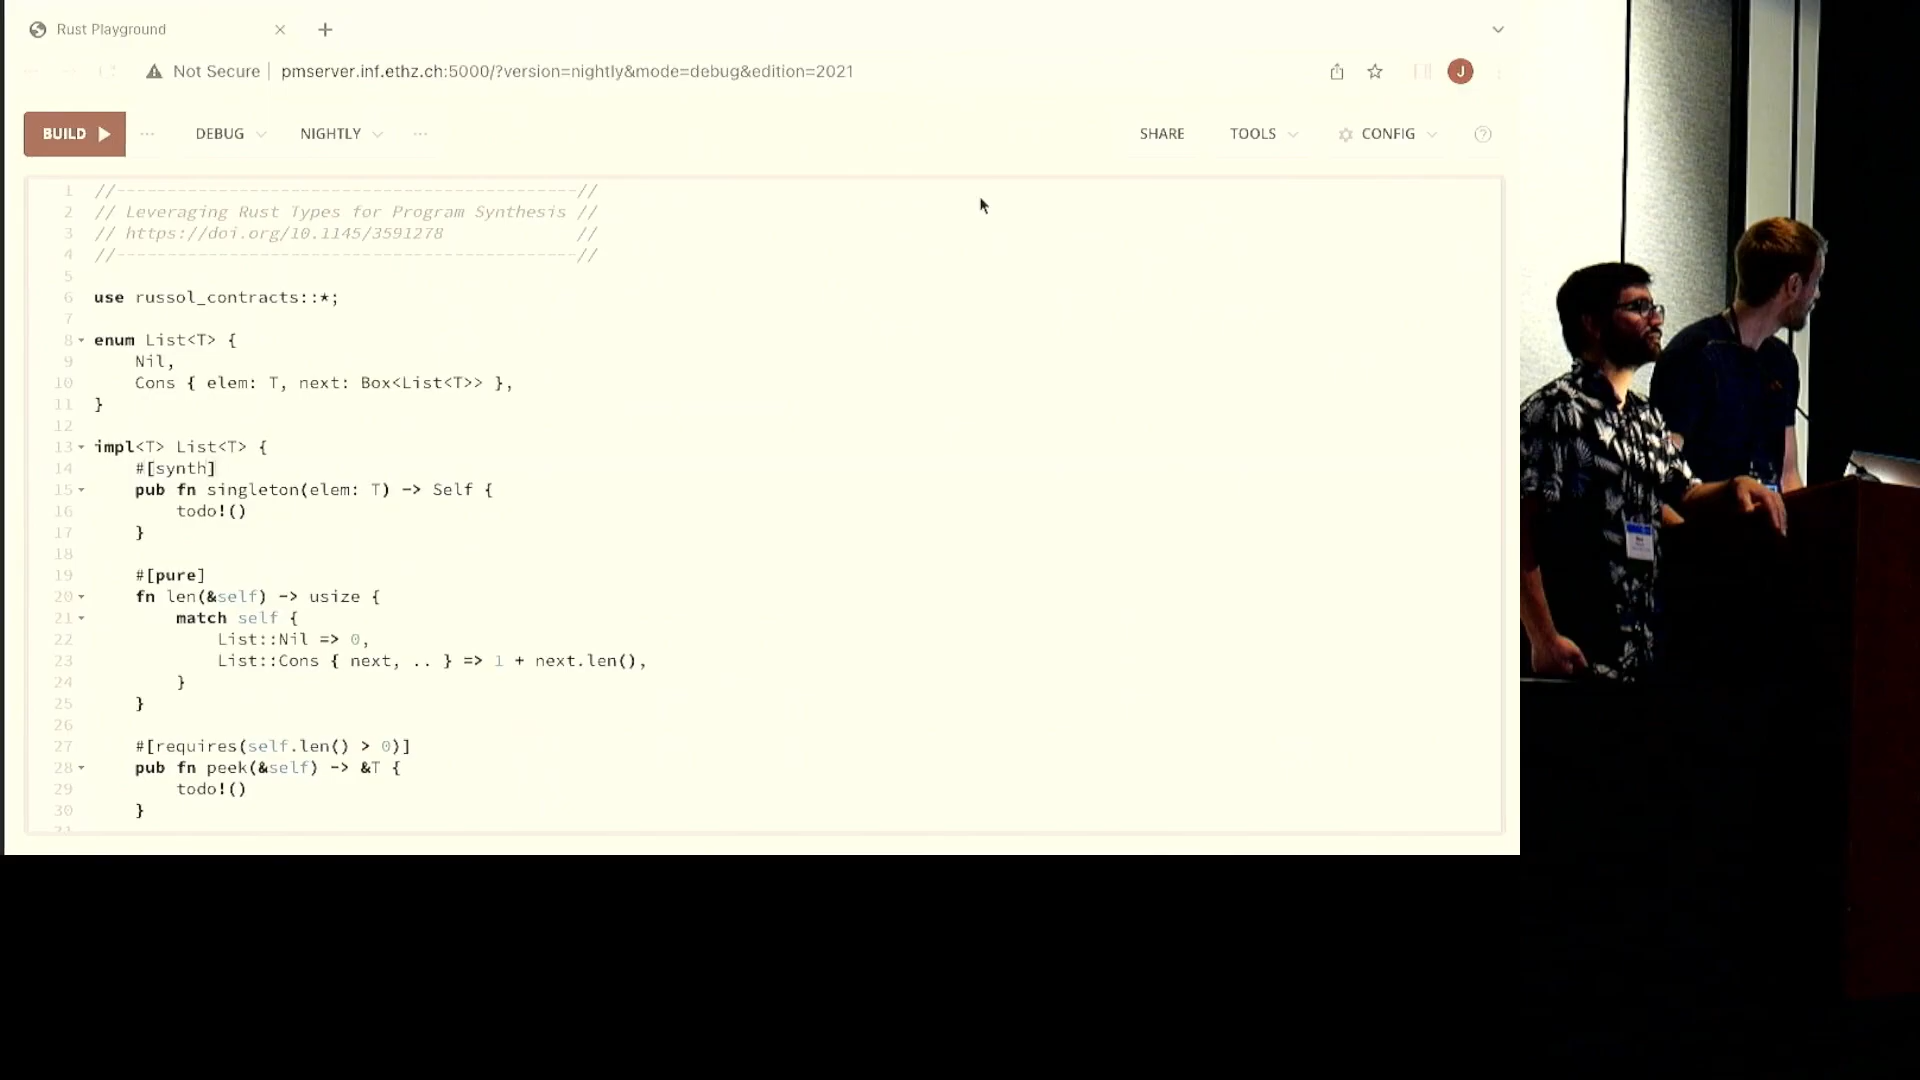 Rust Playground
Not Secure | pmserver.inf.ethz.ch:5000/?version=nightly&mode=debug&edition=2021
J
BUILD ··· DEBUG NIGHTLY ··· SHARE TOOLS CONFIG ?
1 //--------------------------------------------//
2 // Leveraging Rust Types for Program Synthesis //
3 // https://doi.org/10.1145/3591278 //
4 //--------------------------------------------//
5
6 use russol_contracts::*;
7
8 enum List<T> {
9 Nil,
10 Cons { elem: T, next: Box<List<T>> },
11 }
12
13 impl<T> List<T> {
14 #[synth]
15 pub fn singleton(elem: T) -> Self {
16 todo!()
17 }
18
19 #[pure]
20 fn len(&self) -> usize {
21 match self {
22 List::Nil => 0,
23 List::Cons { next, .. } => 1 + next.len(),
24 }
25 }
26
27 #[requires(self.len() > 0)]
28 pub fn peek(&self) -> &T {
29 todo!()
30 }